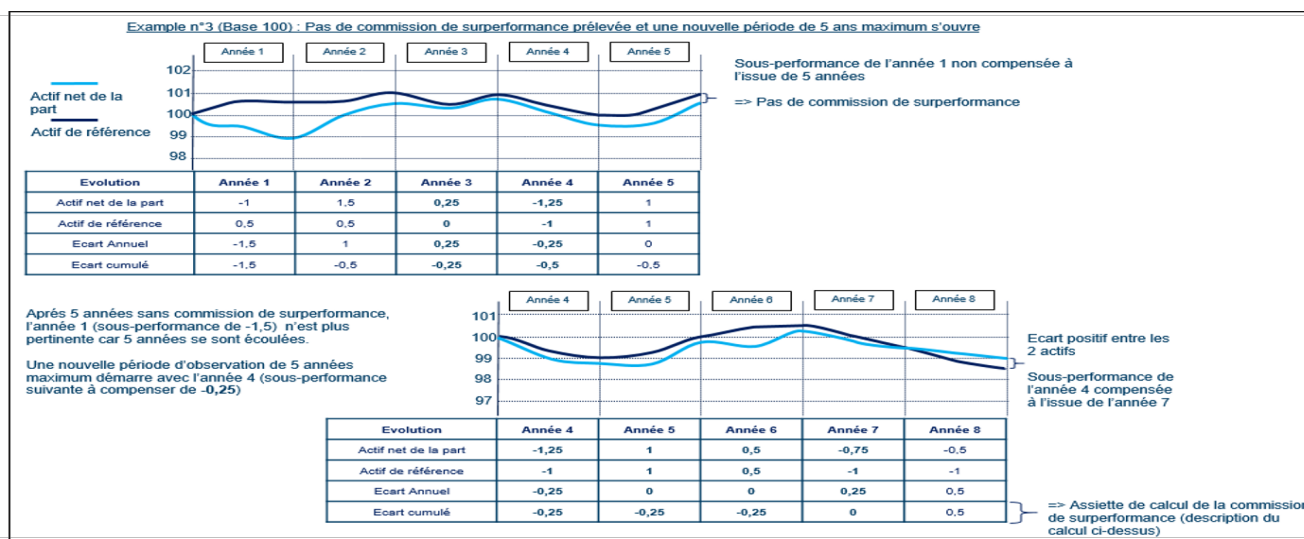 Example n°3 (Base 100) : Pas de commission de surperformance prélevée et une nouvelle période de 5 ans maximum s'ouvre
Année 1 Année 2 Année 3 Année 4 Année 5
102
101
100
99
98
Actif net de la
part
Actif de référence
Sous-performance de l'année 1 non compensée à
l'issue de 5 années
=> Pas de commission de surperformance
Evolution Année 1 Année 2 Année 3 Année 4 Année 5
Actif net de la part -1 1,5 0,25 -1,25 1
Actif de référence 0,5 0,5 0 -1 1
Ecart Annuel -1,5 1 0,25 -0,25 0
Ecart cumulé -1,5 -0,5 -0,25 -0,5 -0,5
Aprés 5 années sans commission de surperformance,
l'année 1 (sous-performance de -1,5) n'est plus
pertinente car 5 années se sont écoulées.
Une nouvelle période d'observation de 5 années
maximum démarre avec l'année 4 (sous-performance
suivante à compenser de -0,25)
Année 4 Année 5 Année 6 Année 7 Année 8
101
100
99
98
97
Ecart positif entre les
2 actifs
Sous-performance de
l'année 4 compensée
à l'issue de l'année 7
Evolution Année 4 Année 5 Année 6 Année 7 Année 8
Actif net de la part -1,25 1 0,5 -0,75 -0,5
Actif de référence -1 1 0,5 -1 -1
Ecart Annuel -0,25 0 0 0,25 0,5
Ecart cumulé -0,25 -0,25 -0,25 0 0,5
=> Assiette de calcul de la commission
de surperformance (description du
calcul ci-dessus)